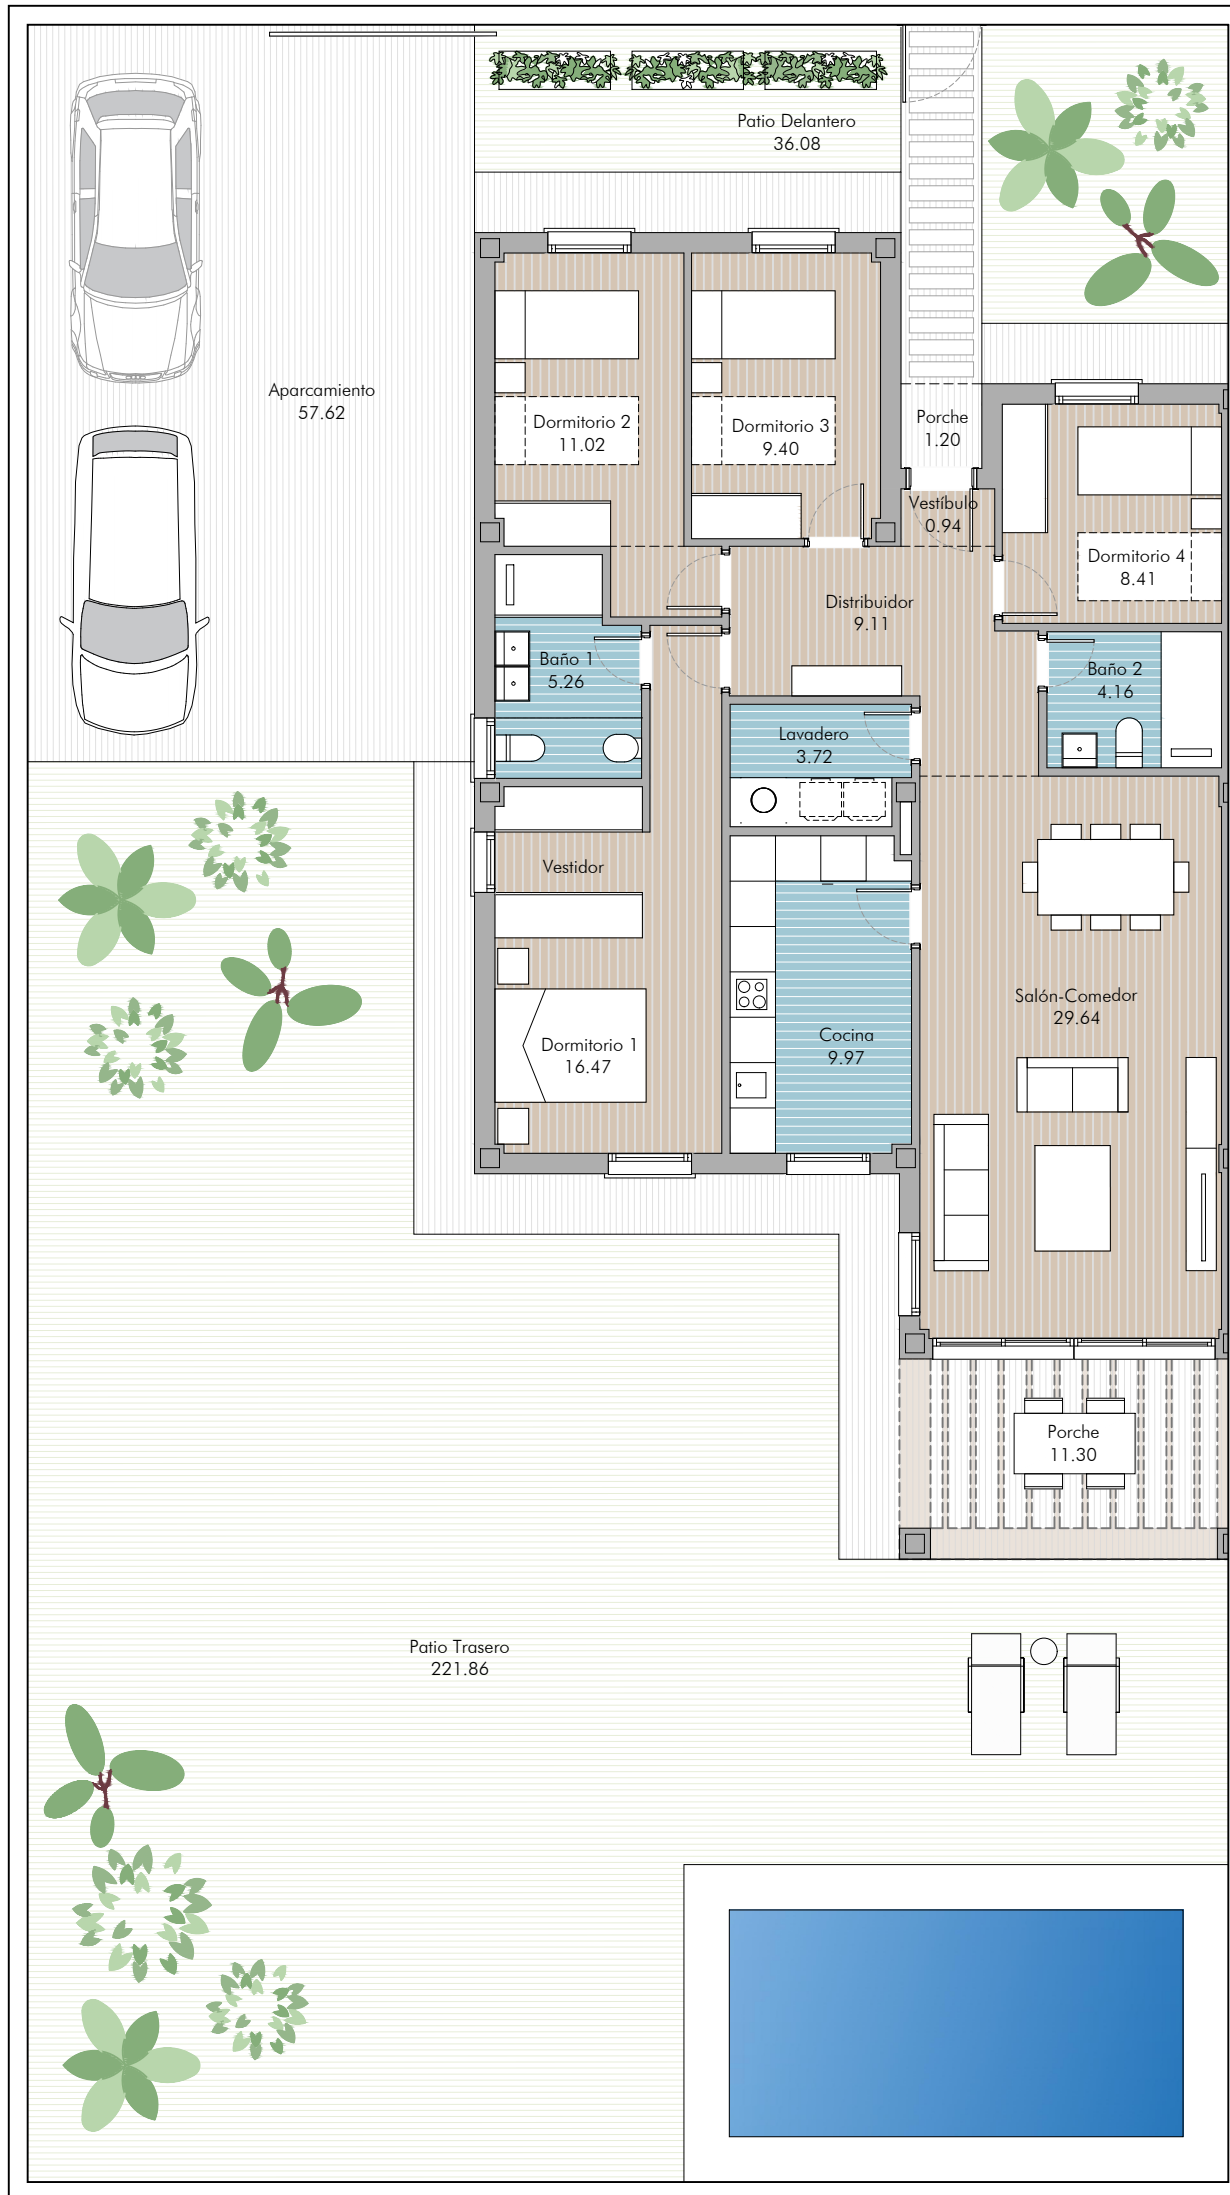 Patio Delantero
36.08
Aparcamiento
57.62
Dormitorio 2
11.02
Dormitorio 3
9.40
Porche
1.20
Vestíbulo
0.94
Dormitorio 4
8.41
Distribuidor
9.11
Baño 1
5.26
Baño 2
4.16
Lavadero
3.72
Vestidor
Salón-Comedor
29.64
Cocina
9.97
Dormitorio 1
16.47
Porche
11.30
Patio Trasero
221.86